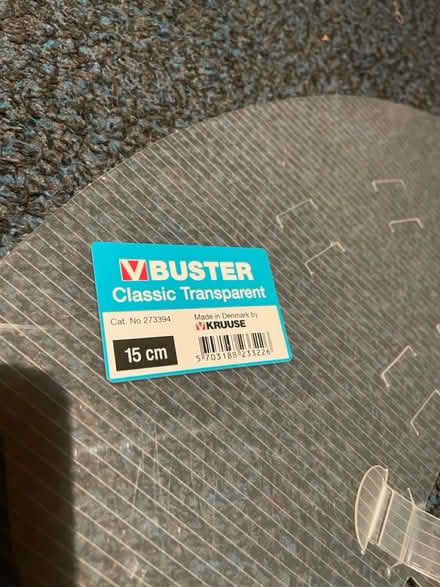 BUSTER
Classic Transparent
Cat. No 273394
Made in Denmark by
KRUUSE
15 cm
5 703188 233226